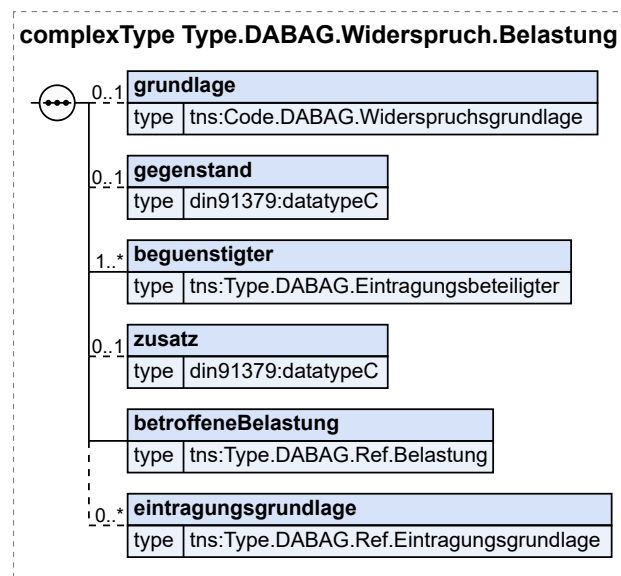 complexType Type.DABAG.Widerspruch.Belastung
0..1 grundlage
type tns:Code.DABAG.Widerspruchsgrundlage
0..1 gegenstand
type din91379:datatypeC
1..* beguenstigter
type tns:Type.DABAG.Eintragungsbeteiligter
0..1 zusatz
type din91379:datatypeC
betroffeneBelastung
type tns:Type.DABAG.Ref.Belastung
0..* eintragungsgrundlage
type tns:Type.DABAG.Ref.Eintragungsgrundlage